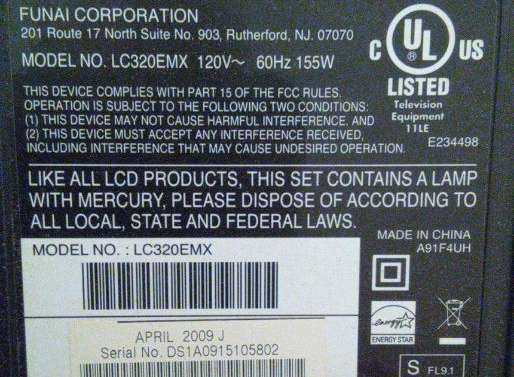 FUNAI CORPORATION
201 Route 17 North Suite No. 903, Rutherford, NJ. 07070
MODEL NO. LC320EMX 120V~ 60Hz 155W
C UL US
LISTED
Television
Equipment
11LE
E234498
THIS DEVICE COMPLIES WITH PART 15 OF THE FCC RULES.
OPERATION IS SUBJECT TO THE FOLLOWING TWO CONDITIONS:
(1) THIS DEVICE MAY NOT CAUSE HARMFUL INTERFERENCE. AND
(2) THIS DEVICE MUST ACCEPT ANY INTERFERENCE RECEIVED,
INCLUDING INTERFERENCE THAT MAY CAUSE UNDESIRED OPERATION.
LIKE ALL LCD PRODUCTS, THIS SET CONTAINS A LAMP
WITH MERCURY, PLEASE DISPOSE OF ACCORDING TO
ALL LOCAL, STATE AND FEDERAL LAWS.
MADE IN CHINA
A91F4UH
MODEL NO. : LC320EMX
APRIL 2009 J
Serial No. DS1A0915105802
energy
ENERGY STAR
S FL9.1